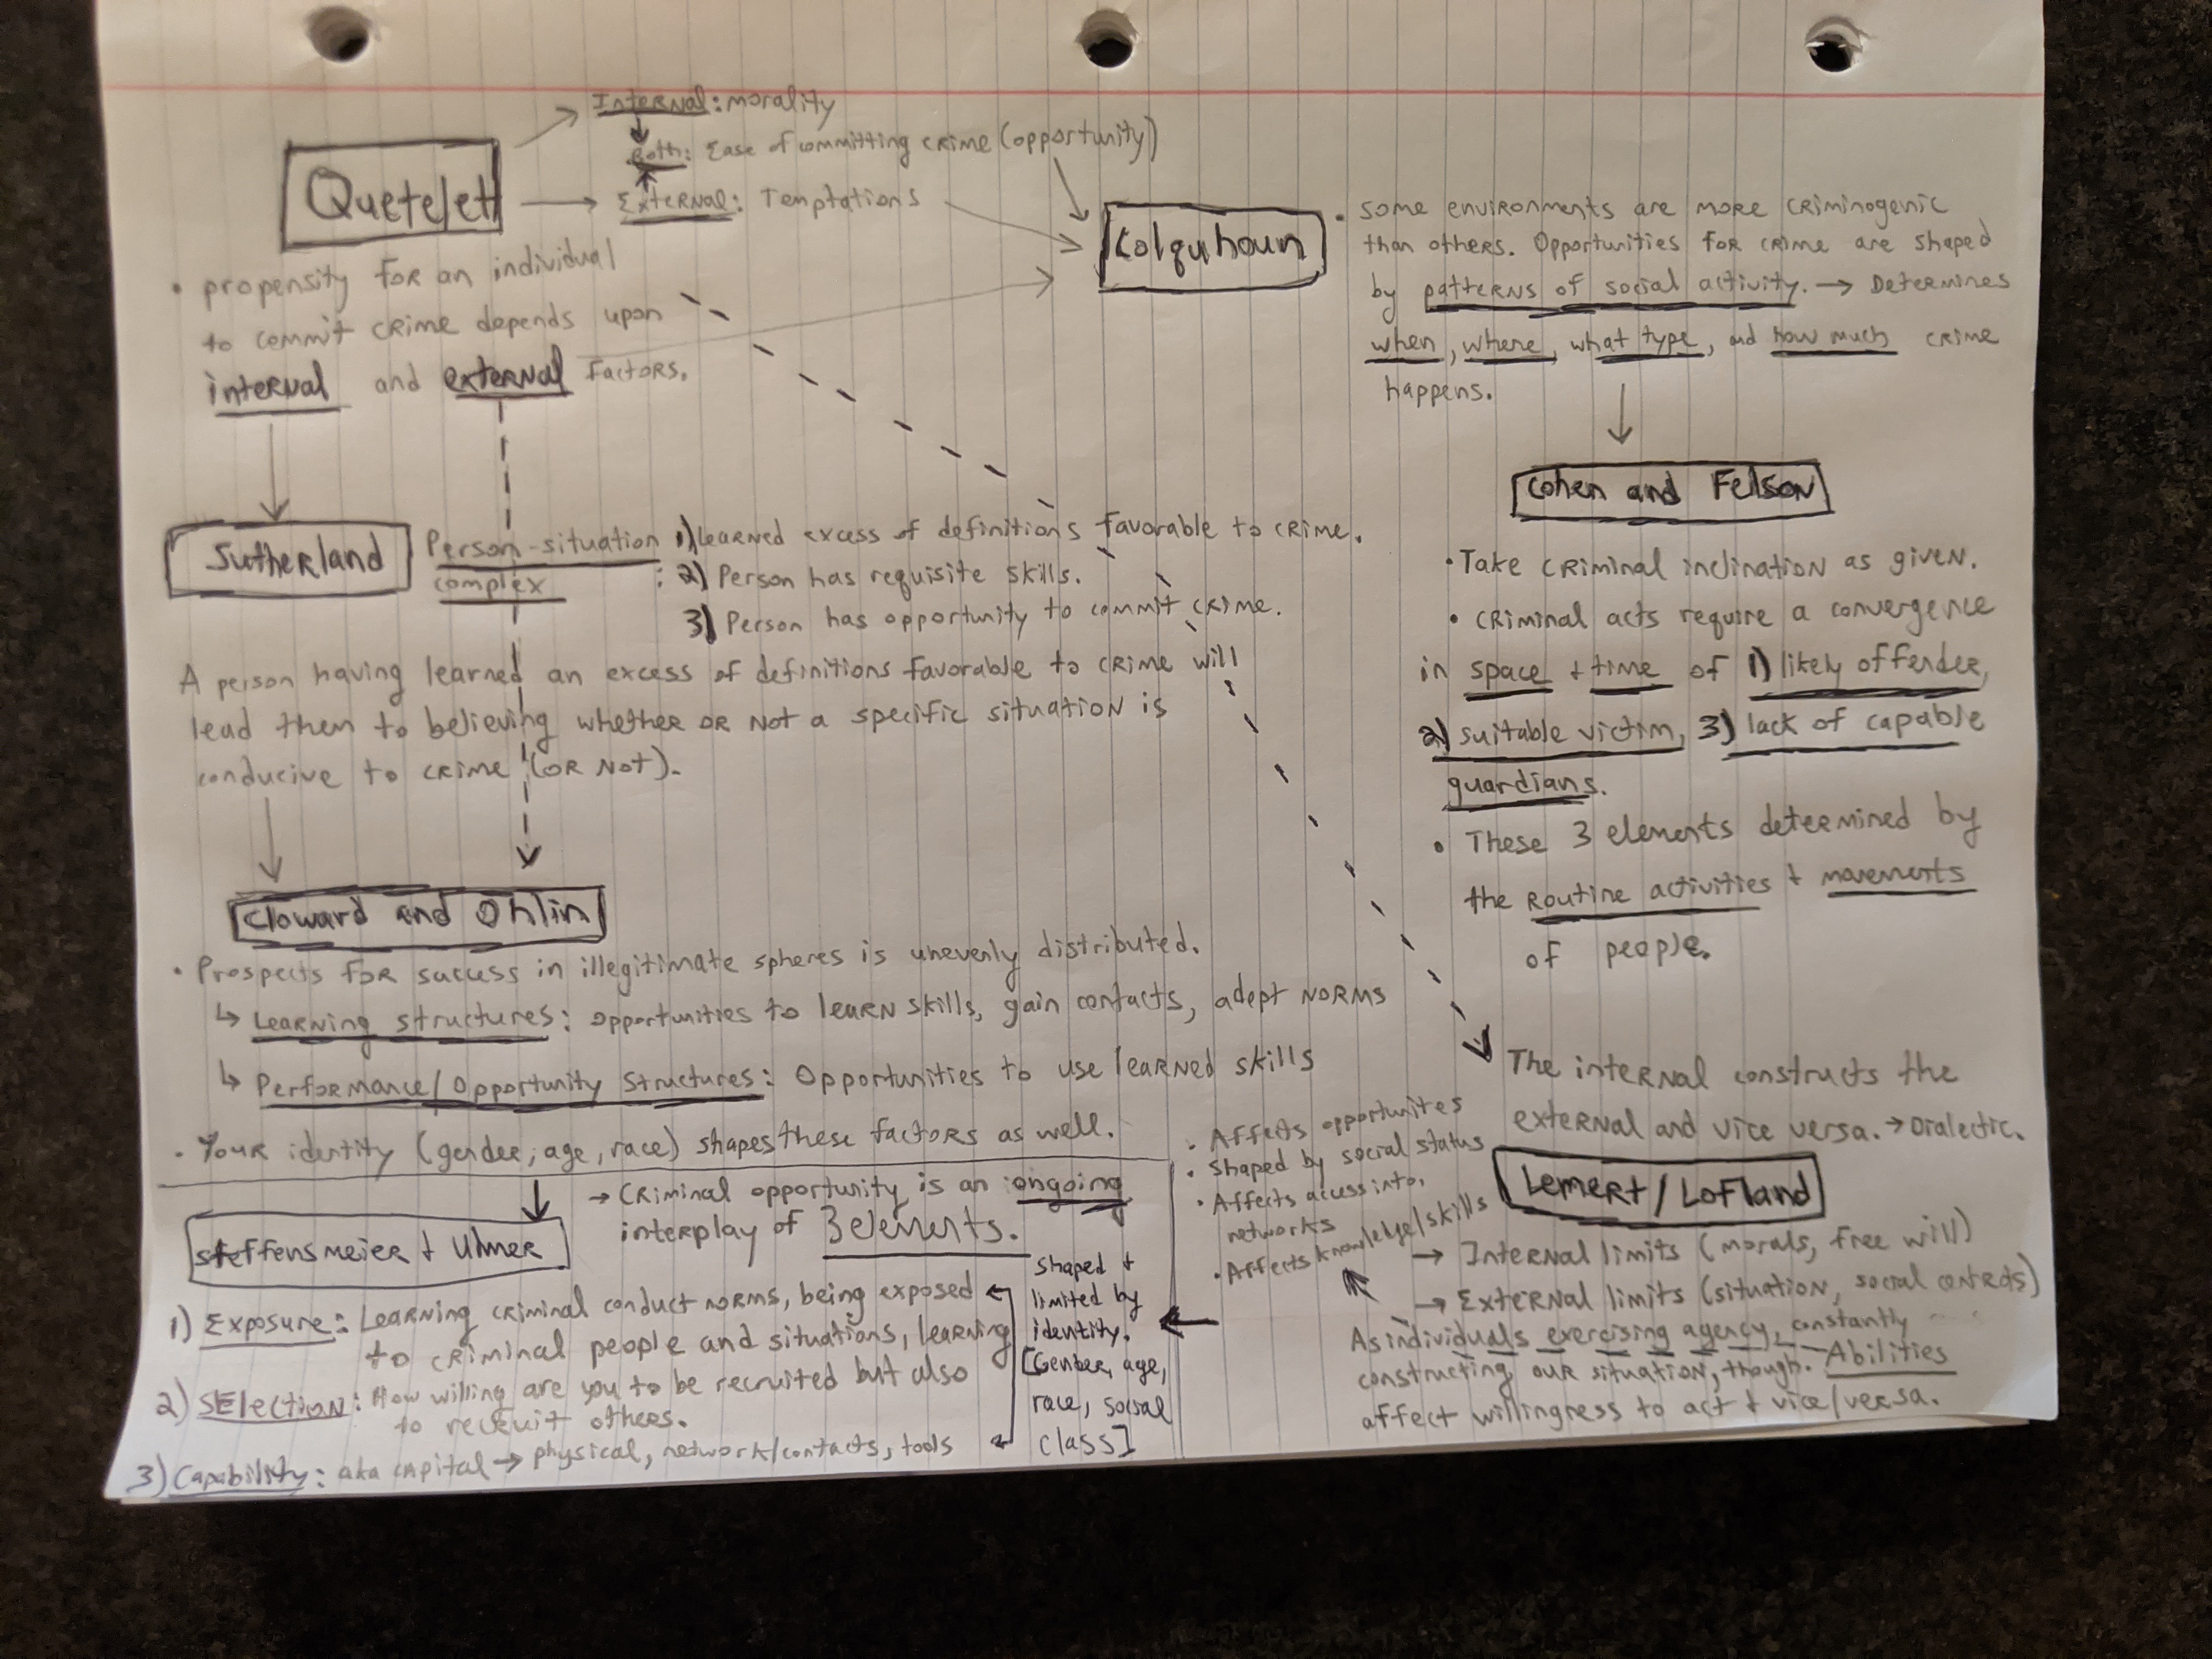 Internal: morality
Both: Ease of committing crime (opportunity)
External: Temptations
Quetelett
• propensity for an individual
to commit crime depends upon
internal and external factors.
Colquhoun
• some environments are more criminogenic
than others. Opportunities for crime are shaped
by patterns of social activity. → Determines
when, where, what type, and how much crime
happens.
Cohen and Felson
• Take criminal inclination as given.
• criminal acts require a convergence
in space + time of 1) likely offender,
2) suitable victim, 3) lack of capable
guardians.
• These 3 elements determined by
the routine activities + movements
of people.
Sutherland
Person-situation
complex :
1) Learned excess of definitions favorable to crime.
2) Person has requisite skills.
3) Person has opportunity to commit crime.
A person having learned an excess of definitions favorable to crime will
lead them to believing whether or not a specific situation is
conducive to crime (or not).
Cloward and Ohlin
• Prospects for success in illegitimate spheres is unevenly distributed.
↳ Learning structures: opportunities to learn skills, gain contacts, adept norms
↳ Performance/Opportunity structures: Opportunities to use learned skills
• Your identity (gender, age, race) shapes these factors as well.
steffensmeier + Ulmer
→ Criminal opportunity is an ongoing
interplay of 3 elements.
1) Exposure: Learning criminal conduct norms, being exposed
to criminal people and situations, learning
2) Selection: How willing are you to be recruited but also
to recruit others.
3) Capability: aka capital → physical, network/contacts, tools
shaped +
limited by
identity.
[Gender, age,
race, social
class]
• Affects opportunites
• shaped by social status
• Affects access into,
networks
• Affects knowledge/skills
The internal constructs the
external and vice versa. → Dialectic.
Lemert/Lofland
→ Internal limits (morals, free will)
→ External limits (situation, social contracts)
As individuals exercising agency, constantly
constructing our situation, though. Abilities
affect willingness to act + vice/versa.